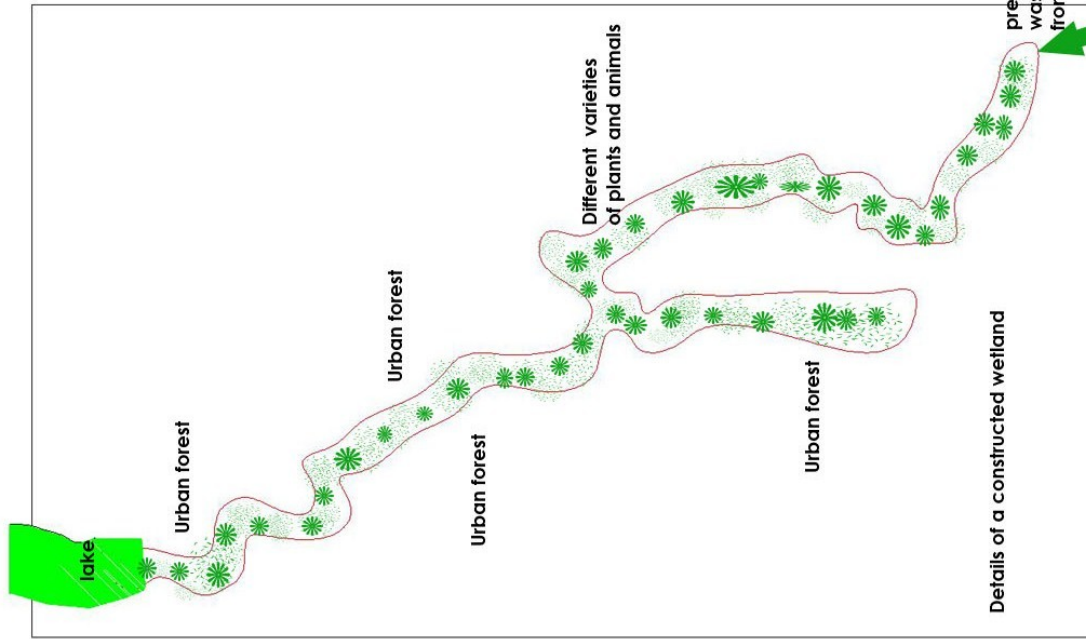 lake
Urban forest
Urban forest
Urban forest
Different varieties
of plants and animals
Urban forest
Details of a constructed wetland